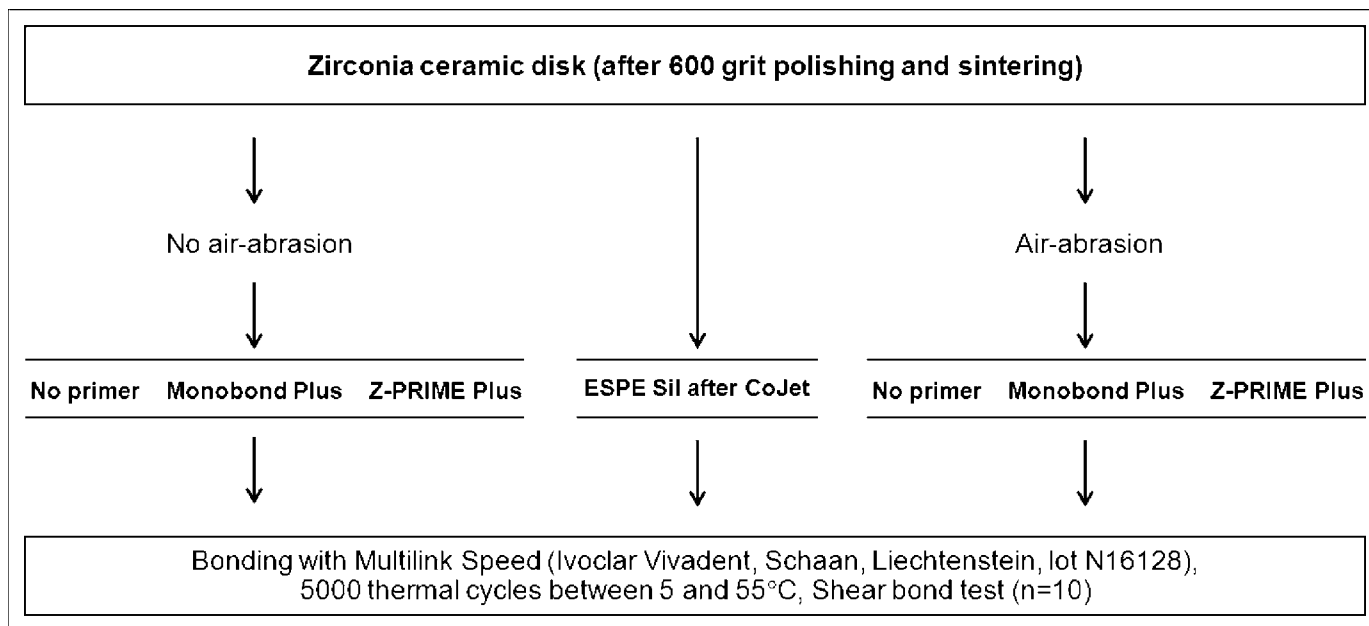 Zirconia ceramic disk (after 600 grit polishing and sintering)
No air-abrasion
Air-abrasion
No primer Monobond Plus Z-PRIME Plus
ESPE Sil after CoJet
No primer Monobond Plus Z-PRIME Plus
Bonding with Multilink Speed (Ivoclar Vivadent, Schaan, Liechtenstein, lot N16128),
5000 thermal cycles between 5 and 55°C, Shear bond test (n=10)